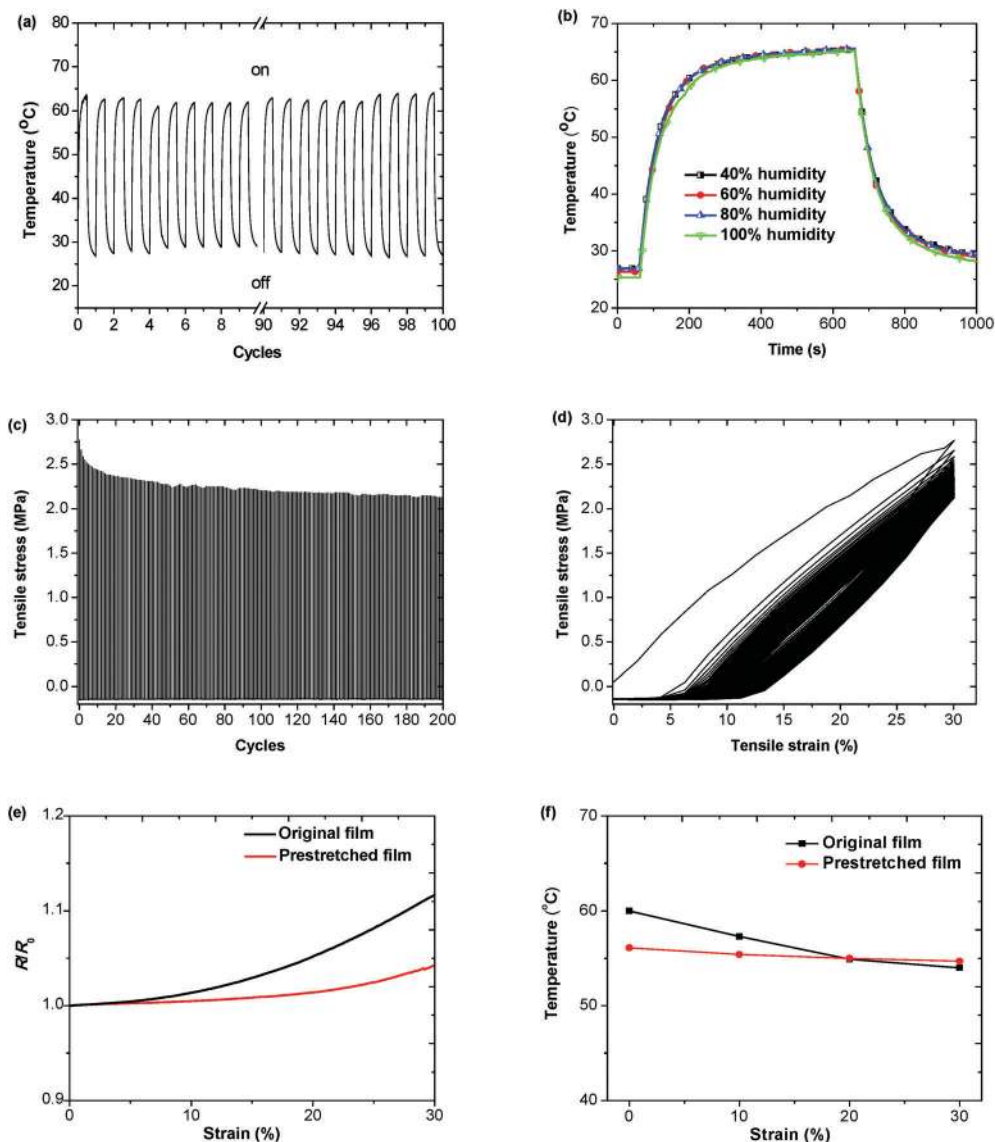 (a)
80
70
60
50
40
30
20
Temperature (°C)
on
off
0 2 4 6 8 90 92 94 96 98 100
Cycles
(b)
70
60
50
40
30
20
Temperature (°C)
40% humidity
60% humidity
80% humidity
100% humidity
0 200 400 600 800 1000
Time (s)
(c)
3.0
2.5
2.0
1.5
1.0
0.5
0.0
Tensile stress (MPa)
0 20 40 60 80 100 120 140 160 180 200
Cycles
(d)
3.0
2.5
2.0
1.5
1.0
0.5
0.0
Tensile stress (MPa)
0 5 10 15 20 25 30
Tensile strain (%)
(e)
1.2
1.1
1.0
0.9
R/R0
Original film
Prestretched film
0 10 20 30
Strain (%)
(f)
70
60
50
40
Temperature (°C)
Original film
Prestretched film
0 10 20 30
Strain (%)